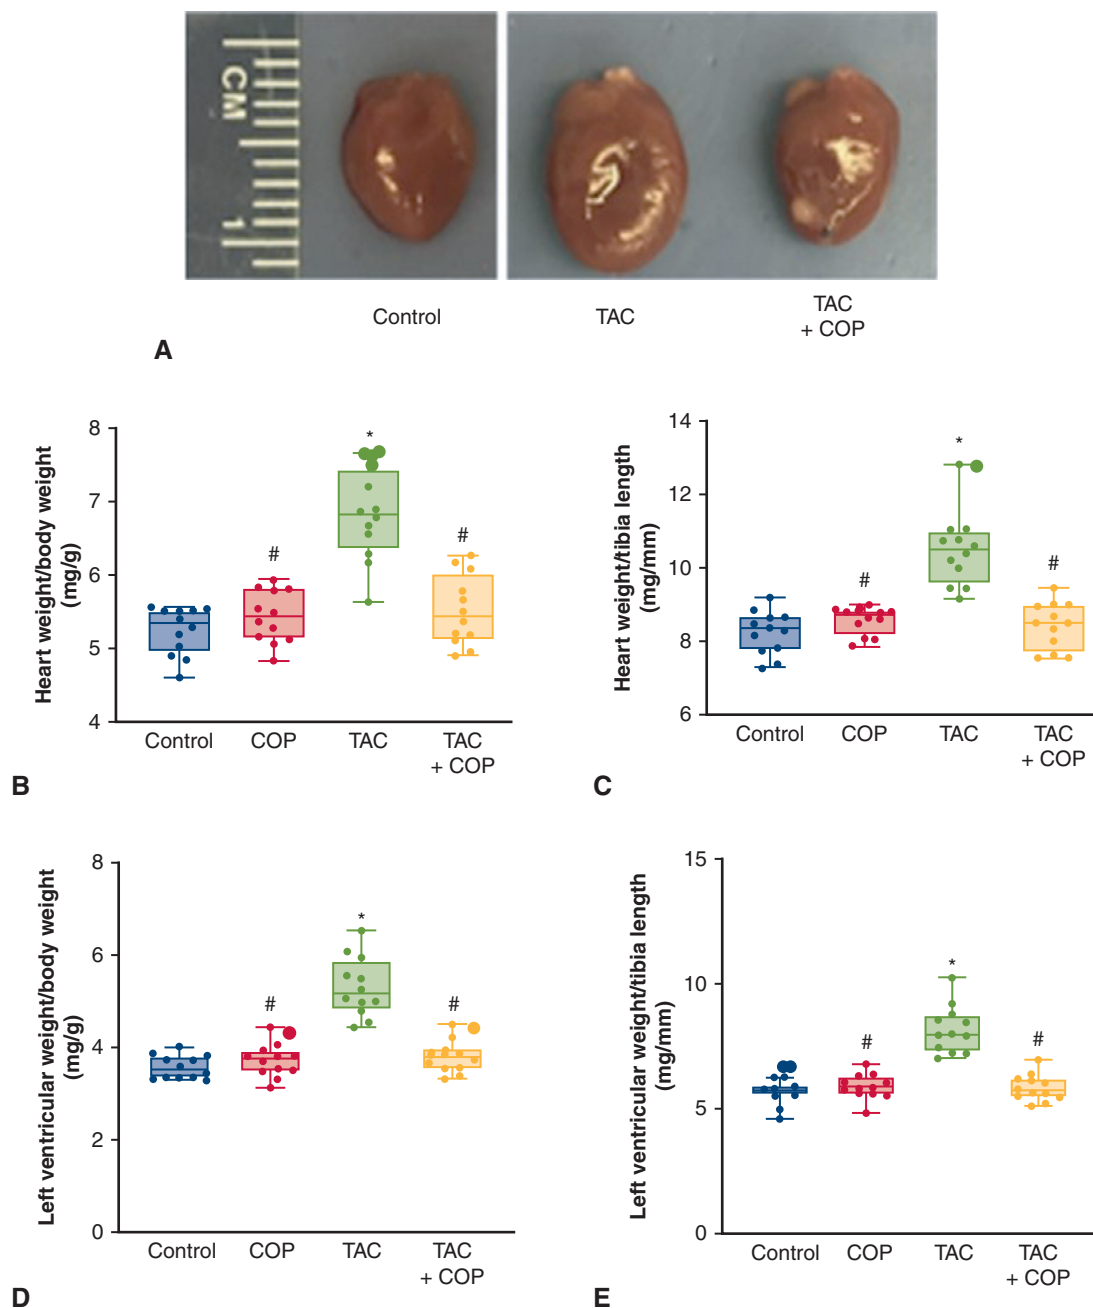 CM
1
Control
TAC
TAC
+ COP
A
Heart weight/body weight
(mg/g)
8
7
6
5
4
*
#
#
Control
COP
TAC
TAC
+ COP
B
Heart weight/tibia length
(mg/mm)
14
12
10
8
6
*
#
#
Control
COP
TAC
TAC
+ COP
C
Left ventricular weight/body weight
(mg/g)
8
6
4
2
0
*
#
#
Control
COP
TAC
TAC
+ COP
D
Left ventricular weight/tibia length
(mg/mm)
15
10
5
0
*
#
#
Control
COP
TAC
TAC
+ COP
E